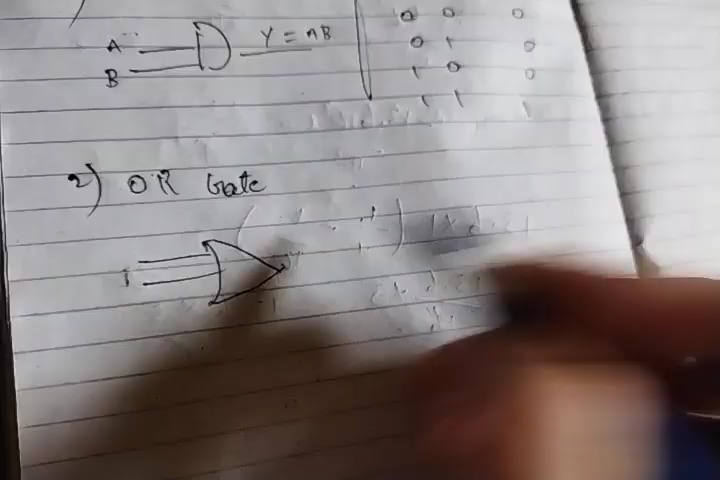 0 0 0
A Y = AB 0 1 0
B 1 0 0
1 1 1
2) OR Gate